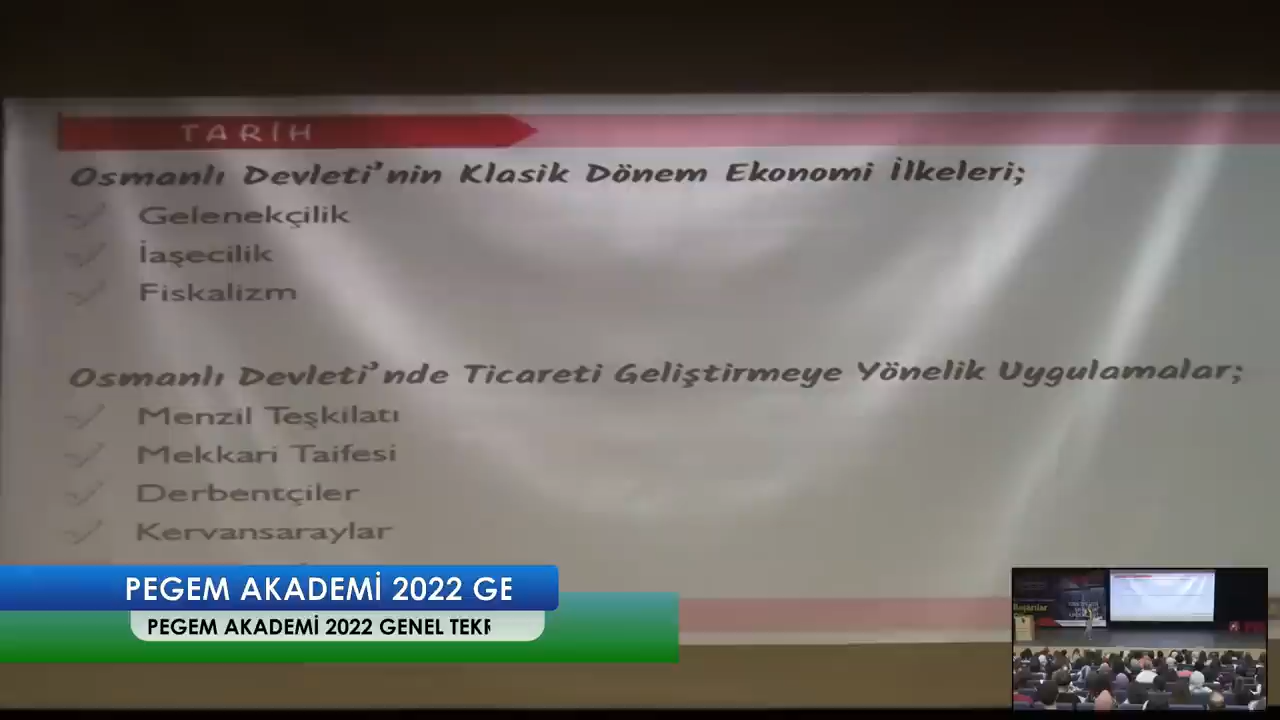 TARİH
Osmanlı Devleti'nin Klasik Dönem Ekonomi İlkeleri;
Gelenekçilik
İaşecilik
Fiskalizm
Osmanlı Devleti'nde Ticareti Geliştirmeye Yönelik Uygulamalar;
Menzil Teşkilatı
Mekkari Taifesi
Derbentçiler
Kervansaraylar
PEGEM AKADEMİ 2022 GE
PEGEM AKADEMİ 2022 GENEL TEKR
Başarılar